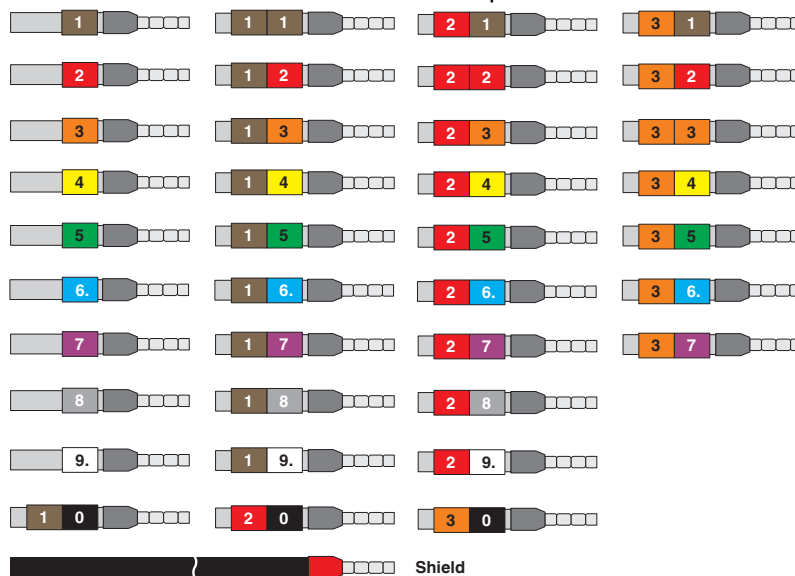 1 1 1 2 1 3 1
2 1 2 2 2 3 2
3 1 3 2 3 3 3
4 1 4 2 4 3 4
5 1 5 2 5 3 5
6. 1 6. 2 6. 3 6.
7 1 7 2 7 3 7
8 1 8 2 8
9. 1 9. 2 9.
1 0 2 0 3 0
Shield